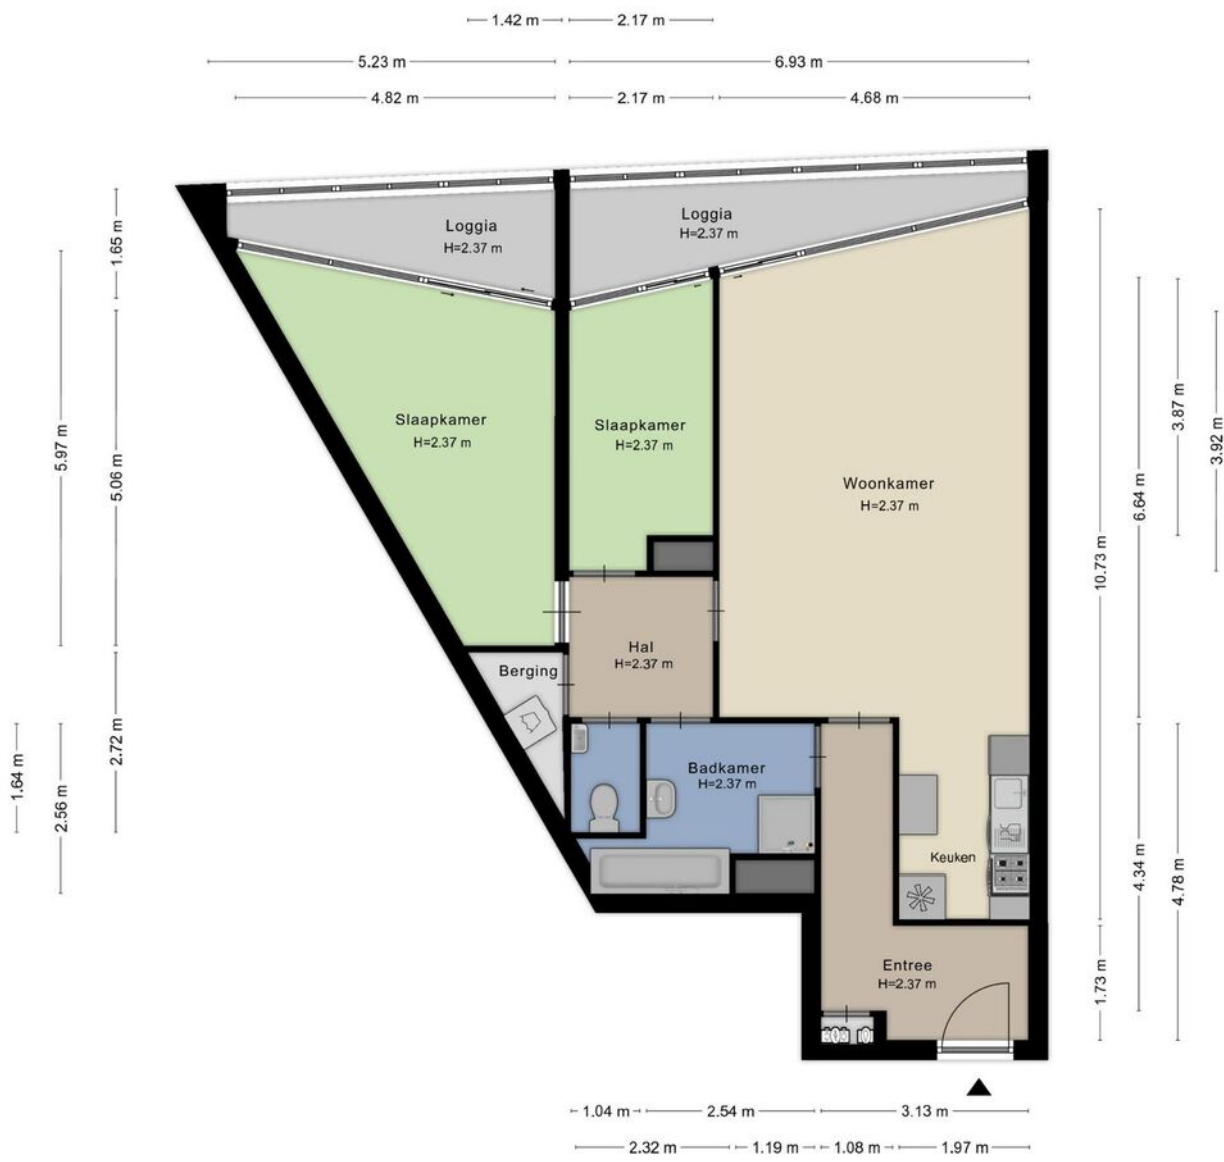 1.42 m
2.17 m
5.23 m
6.93 m
4.82 m
2.17 m
4.68 m
Loggia
H=2.37 m
Loggia
H=2.37 m
1.65 m
5.97 m
5.06 m
2.72 m
2.56 m
1.64 m
Slaapkamer
H=2.37 m
Slaapkamer
H=2.37 m
Woonkamer
H=2.37 m
Hal
H=2.37 m
Berging
Badkamer
H=2.37 m
Keuken
Entree
H=2.37 m
10.73 m
6.64 m
3.87 m
3.92 m
4.34 m
4.78 m
1.73 m
1.04 m
2.54 m
3.13 m
2.32 m
1.19 m
1.08 m
1.97 m